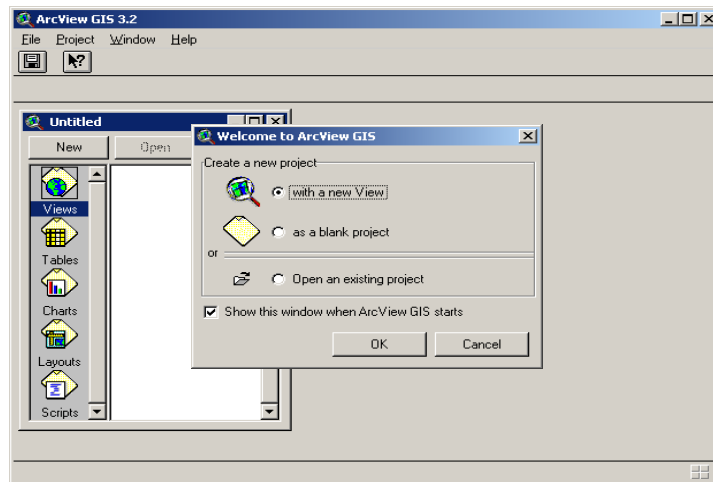 ArcView GIS 3.2
File Project Window Help
Untitled
New Open
Views
Tables
Charts
Layouts
Scripts
Welcome to ArcView GIS
Create a new project
with a new View
as a blank project
or
Open an existing project
Show this window when ArcView GIS starts
OK Cancel